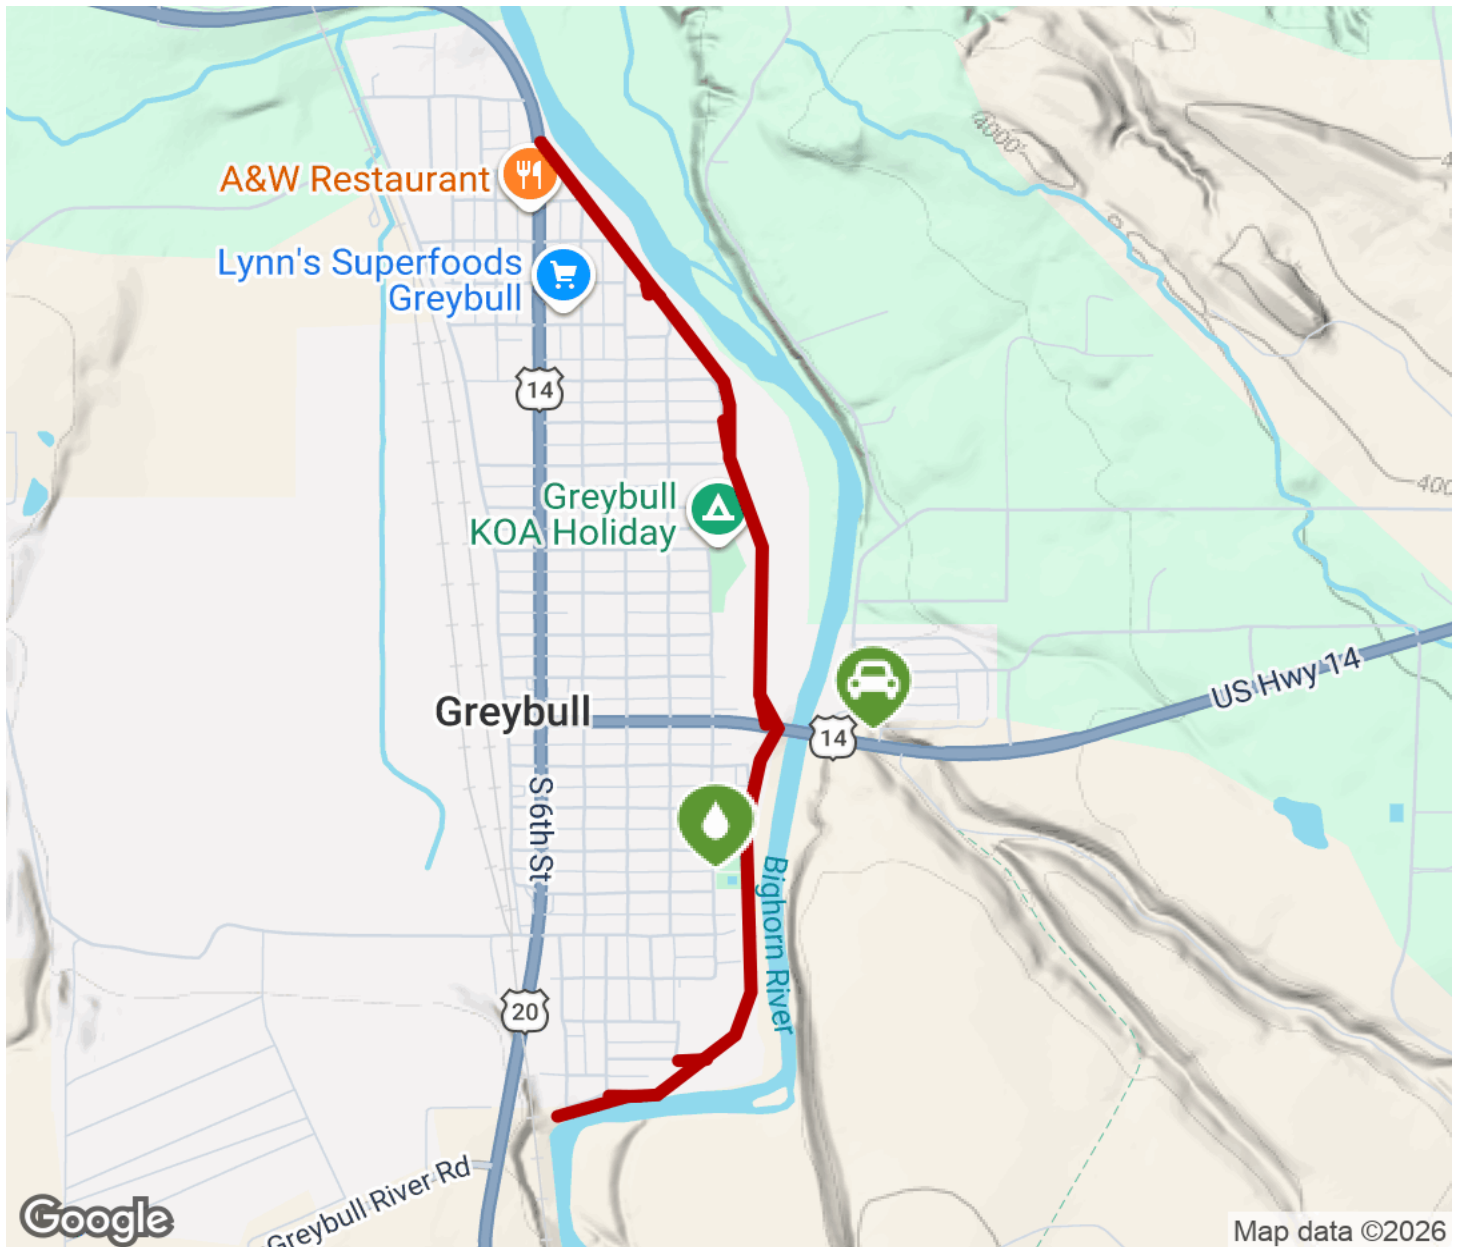 4000'
A&W Restaurant
Lynn's Superfoods
Greybull
14
Greybull
KOA Holiday
US Hwy 14
Greybull
14
S 6th St
Bighorn River
20
Greybull River Rd
Google
Map data ©2026